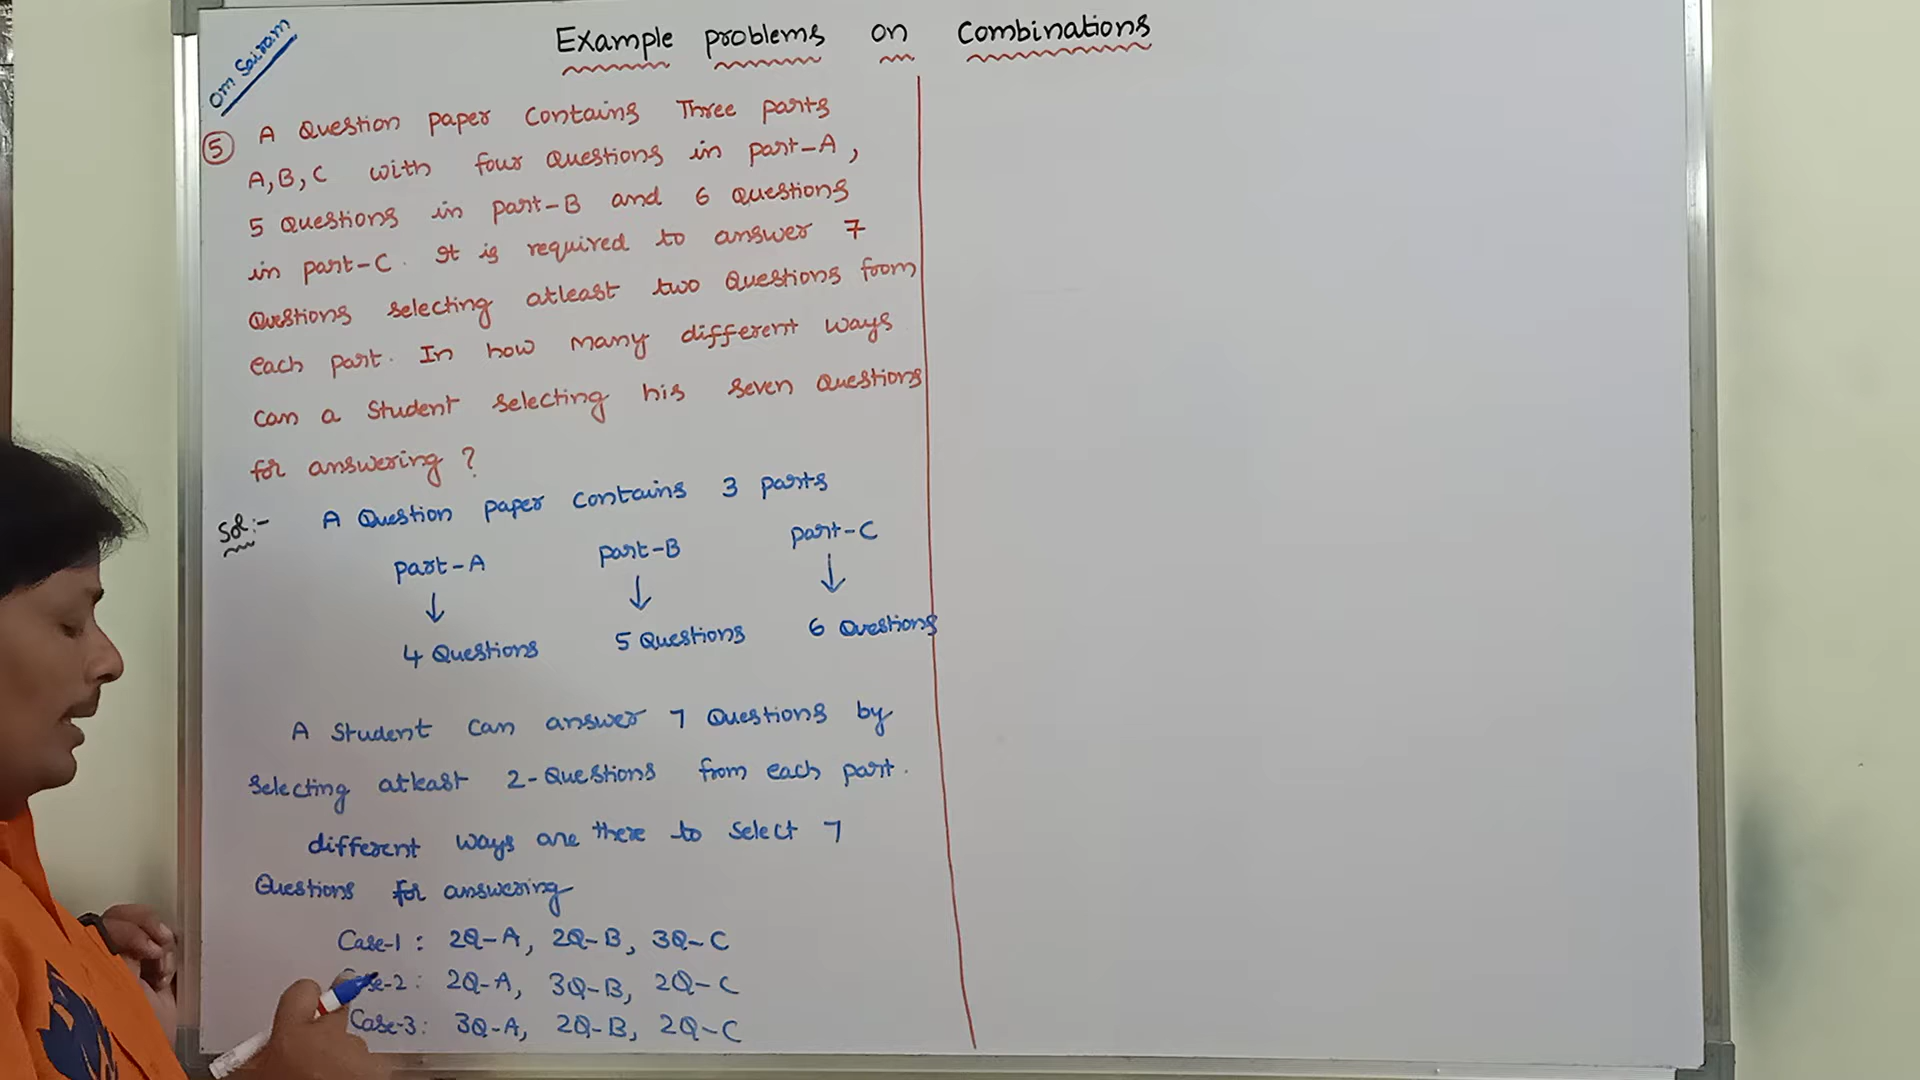 Om Sairam
Example problems on Combinations
5 A Question paper Contains Three parts
A, B, C with four Questions in part-A,
5 Questions in part-B and 6 Questions
in part-C. It is required to answer 7
Questions selecting atleast two Questions from
each part. In how many different ways
can a Student selecting his seven Questions
for answering ?
Sol:- A Question paper contains 3 parts
part-A part-B part-C
↓ ↓ ↓
4 Questions 5 Questions 6 Questions
A Student can answer 7 Questions by
selecting atleast 2-Questions from each part.
different ways are there to select 7
Questions for answering
Case-1 : 2Q-A, 2Q-B, 3Q-C
Case-2 : 2Q-A, 3Q-B, 2Q-C
Case-3 : 3Q-A, 2Q-B, 2Q-C